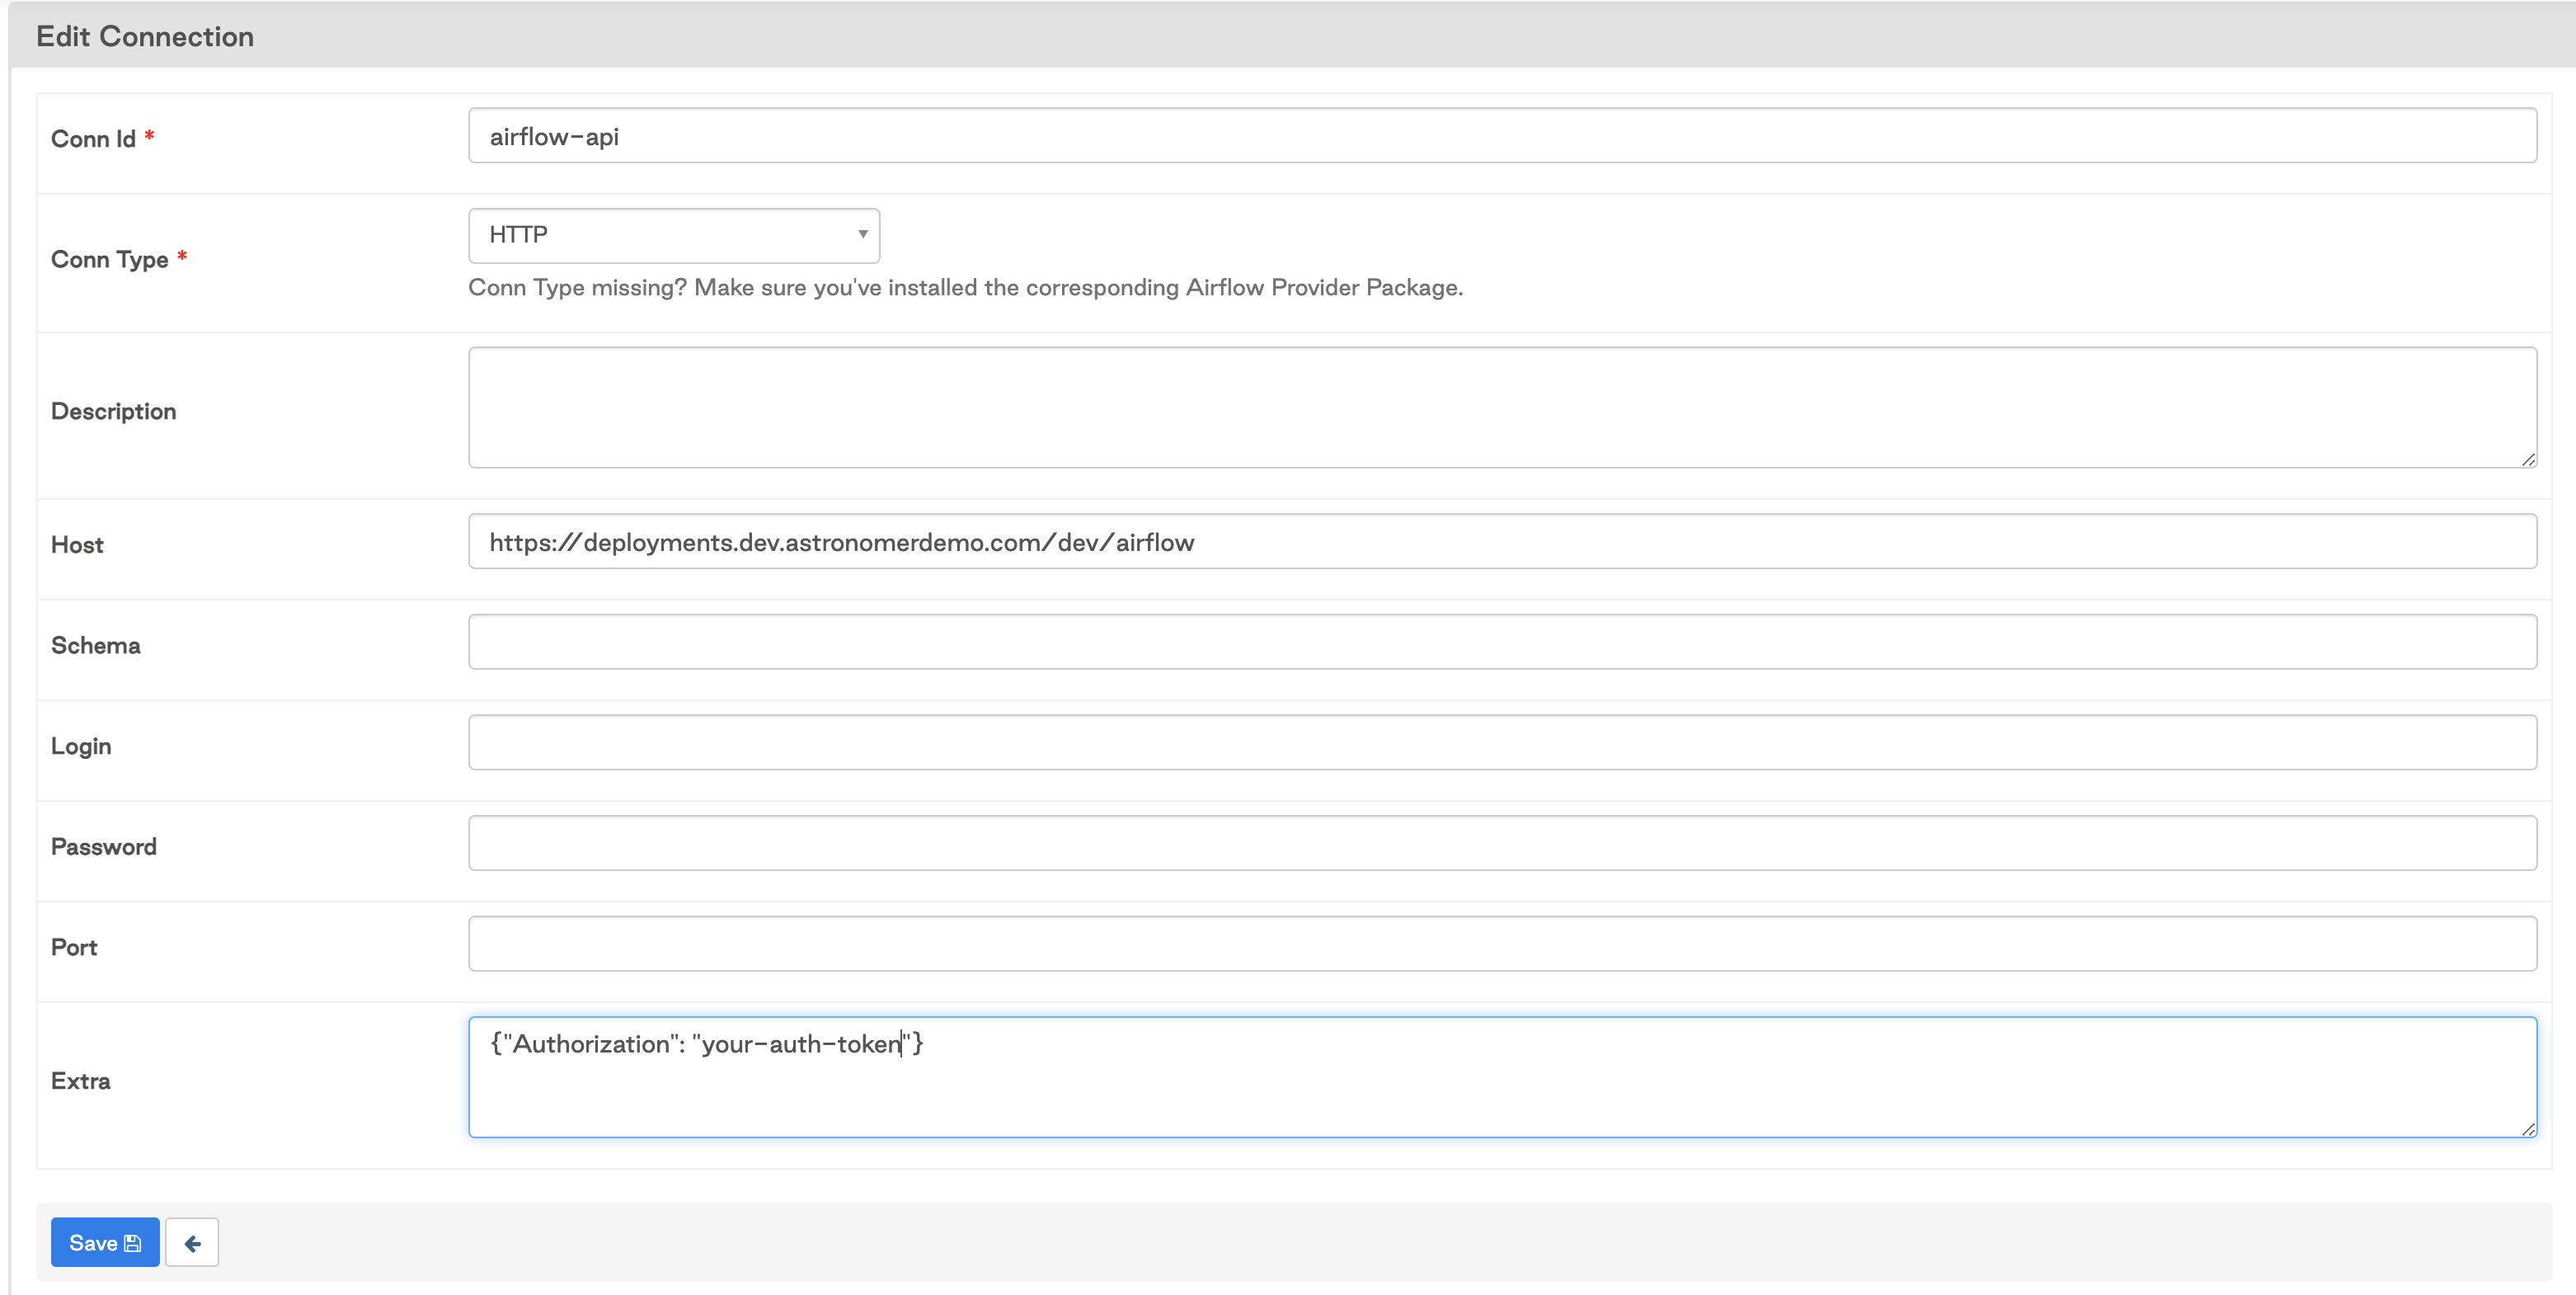 Edit Connection
Conn Id *
airflow-api
Conn Type *
HTTP
Conn Type missing? Make sure you've installed the corresponding Airflow Provider Package.
Description
Host
https://deployments.dev.astronomerdemo.com/dev/airflow
Schema
Login
Password
Port
Extra
{"Authorization": "your-auth-token"}
Save